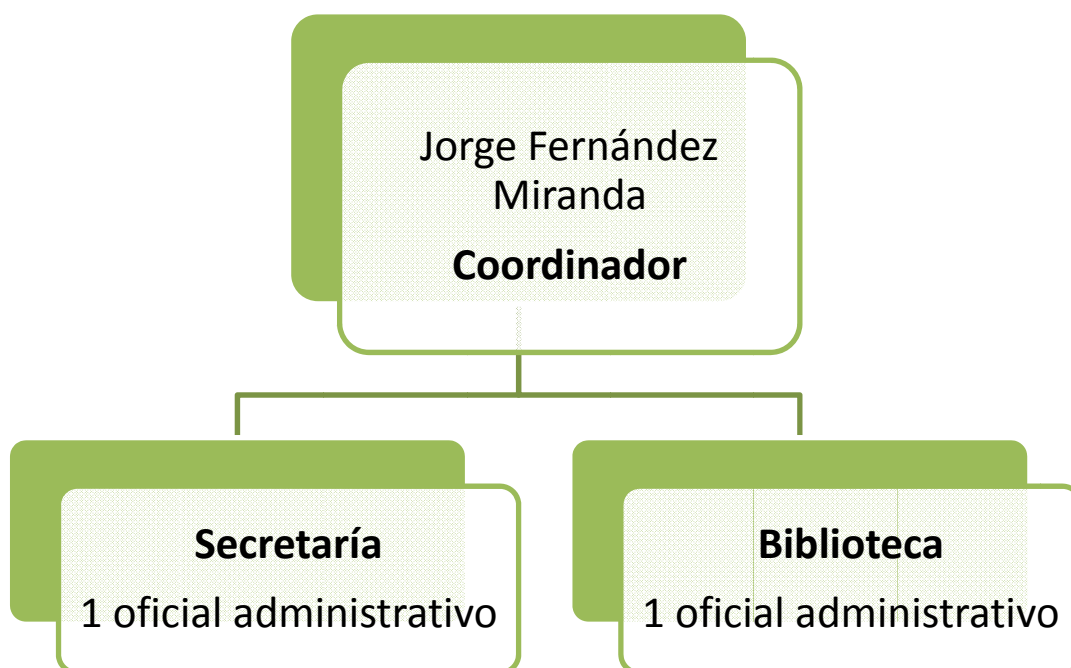 Jorge Fernández
Miranda
Coordinador
Secretaría
1 oficial administrativo
Biblioteca
1 oficial administrativo